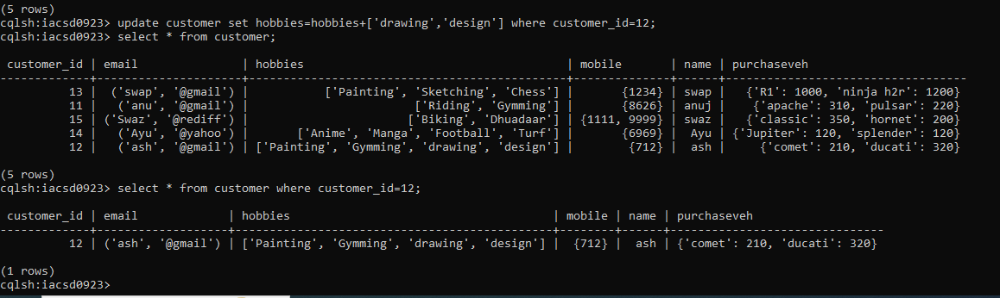 (5 rows)
cqlsh:iacsd0923> update customer set hobbies=hobbies+['drawing','design'] where customer_id=12;
cqlsh:iacsd0923> select * from customer;

 customer_id | email               | hobbies                                      | mobile       | name | purchaseveh
-------------+---------------------+----------------------------------------------+--------------+------+-----------------------------------
          13 |  ('swap', '@gmail') |            ['Painting', 'Sketching', 'Chess'] |       {1234} | swap |   {'R1': 1000, 'ninja h2r': 1200}
          11 |   ('anu', '@gmail') |                         ['Riding', 'Gymming'] |       {8626} | anuj |    {'apache': 310, 'pulsar': 220}
          15 | ('Swaz', '@rediff') |                        ['Biking', 'Dhuadaar'] | {1111, 9999} | swaz |   {'classic': 350, 'hornet': 200}
          14 |   ('Ayu', '@yahoo') |        ['Anime', 'Manga', 'Football', 'Turf'] |       {6969} |  Ayu | {'Jupiter': 120, 'splender': 120}
          12 |   ('ash', '@gmail') |  ['Painting', 'Gymming', 'drawing', 'design'] |        {712} |  ash |     {'comet': 210, 'ducati': 320}

(5 rows)
cqlsh:iacsd0923> select * from customer where customer_id=12;

 customer_id | email             | hobbies                                      | mobile | name | purchaseveh
-------------+-------------------+----------------------------------------------+--------+------+-------------------------------
          12 | ('ash', '@gmail') | ['Painting', 'Gymming', 'drawing', 'design'] |  {712} |  ash | {'comet': 210, 'ducati': 320}

(1 rows)
cqlsh:iacsd0923>